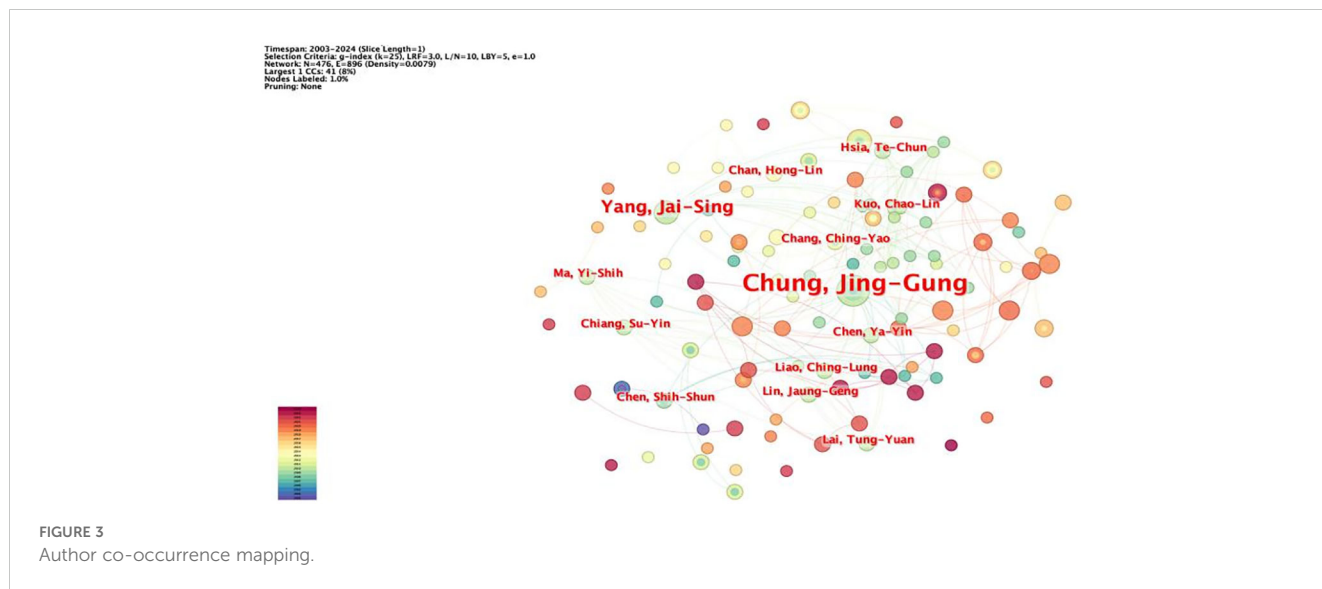 Timespan: 2003-2024 (Slice Length=1)
Selection Criteria: g-index (k=25), LRF=3.0, L/N=10, LBY=5, e=1.0
Network: N=476, E=896 (Density=0.0079)
Largest 1 CCs: 41 (8%)
Nodes Labeled: 1.0%
Pruning: None
Hsia, Te-Chun
Chan, Hong-Lin
Yang, Jai-Sing
Kuo, Chao-Lin
Chang, Ching-Yao
Ma, Yi-Shih
Chung, Jing-Gung
Chiang, Su-Yin
Chen, Ya-Yin
Liao, Ching-Lung
Lin, Jaung-Geng
Chen, Shih-Shun
Lai, Tung-Yuan
FIGURE 3
Author co-occurrence mapping.